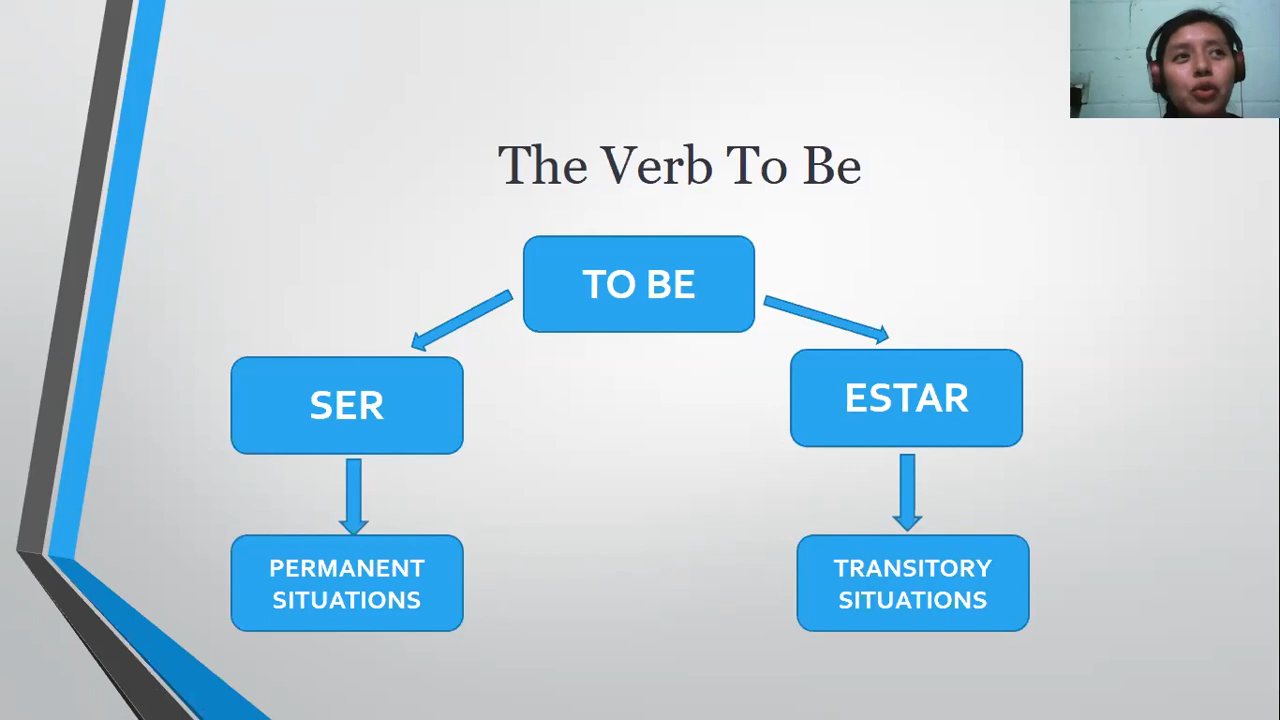 The Verb To Be
TO BE
SER
ESTAR
PERMANENT
SITUATIONS
TRANSITORY
SITUATIONS